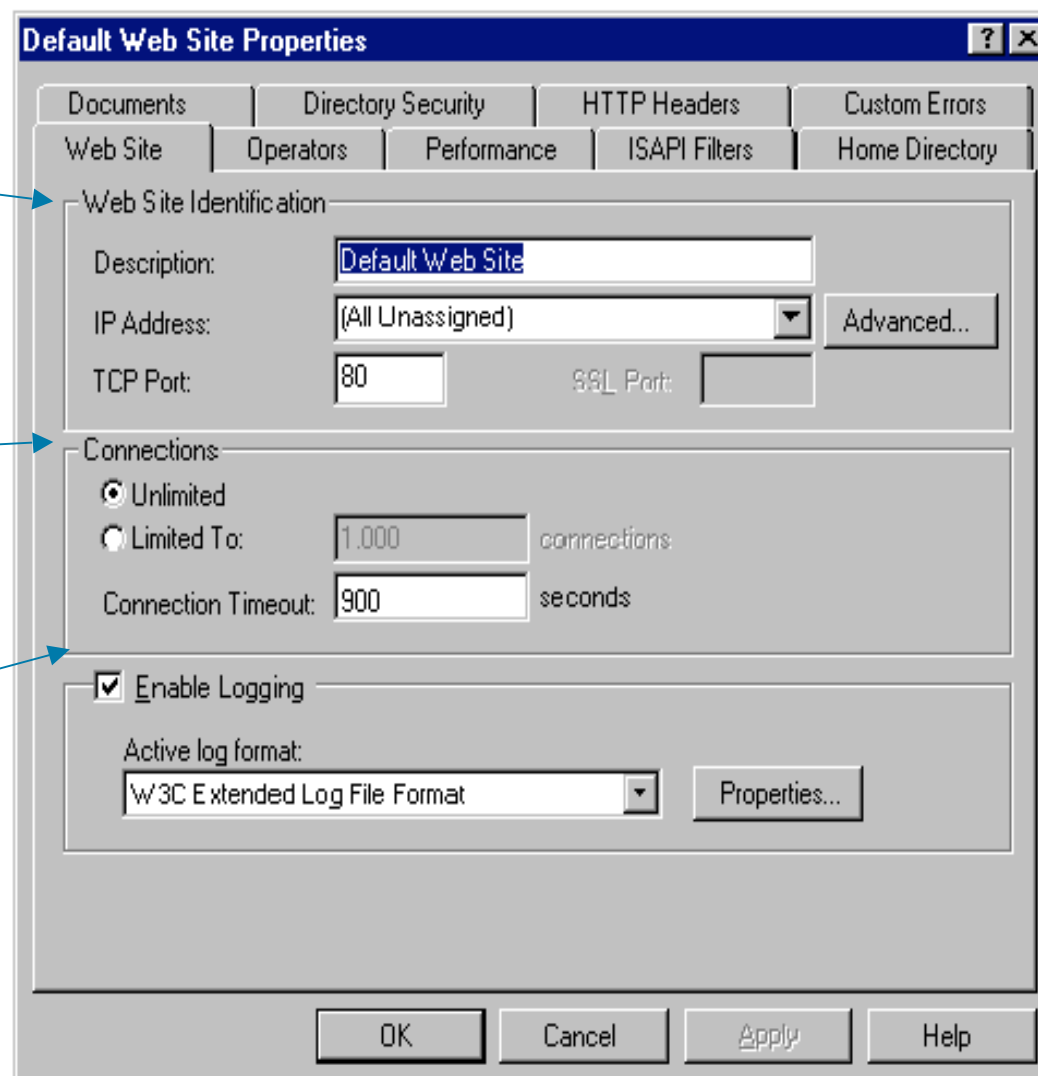 Default Web Site Properties
Documents Directory Security HTTP Headers Custom Errors
Web Site Operators Performance ISAPI Filters Home Directory
Web Site Identification
Description: Default Web Site
IP Address: (All Unassigned) Advanced...
TCP Port: 80 SSL Port:
Connections
Unlimited
Limited To: 1.000 connections
Connection Timeout: 900 seconds
Enable Logging
Active log format:
W3C Extended Log File Format Properties...
OK Cancel Apply Help